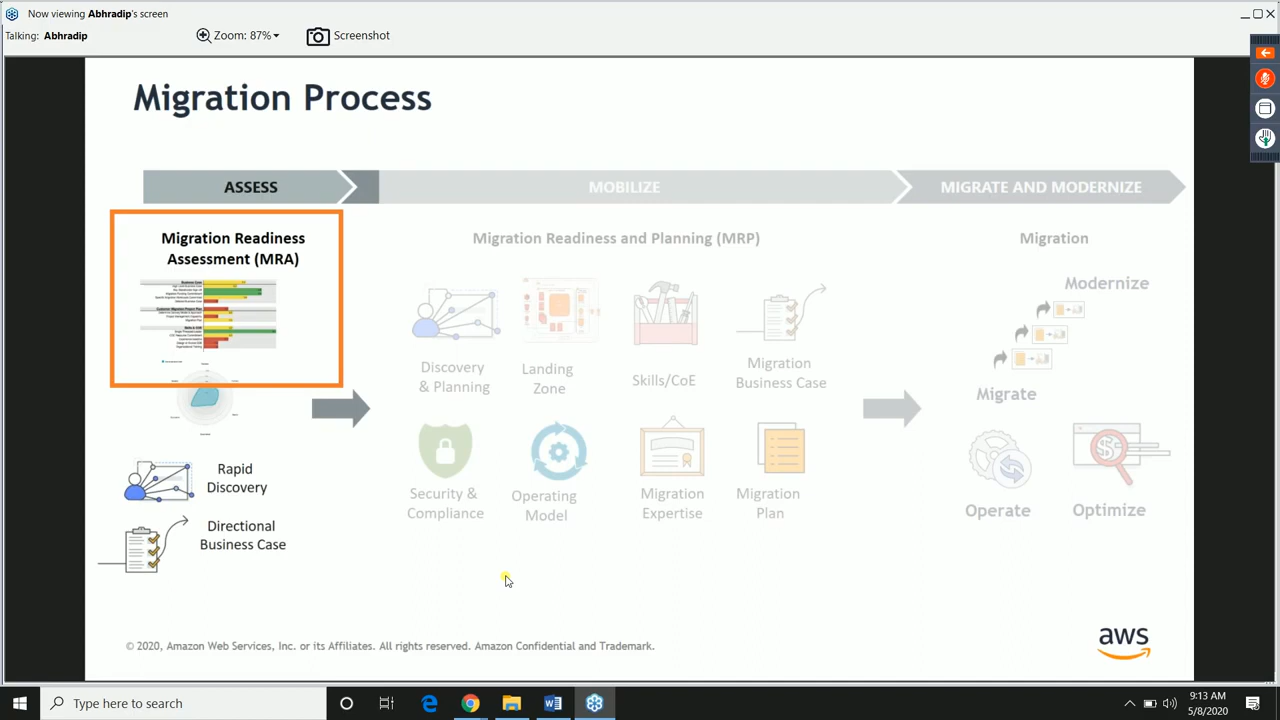 Now viewing Abhradip's screen
Talking: Abhradip
Zoom: 87%
Screenshot
Migration Process
ASSESS
MOBILIZE
MIGRATE AND MODERNIZE
Migration Readiness
Assessment (MRA)
Rapid
Discovery
Directional
Business Case
Migration Readiness and Planning (MRP)
Discovery
& Planning
Landing
Zone
Skills/CoE
Migration
Business Case
Security &
Compliance
Operating
Model
Migration
Expertise
Migration
Plan
Migration
Modernize
Migrate
Operate
Optimize
© 2020, Amazon Web Services, Inc. or its Affiliates. All rights reserved. Amazon Confidential and Trademark.
aws
Type here to search
9:13 AM
5/8/2020